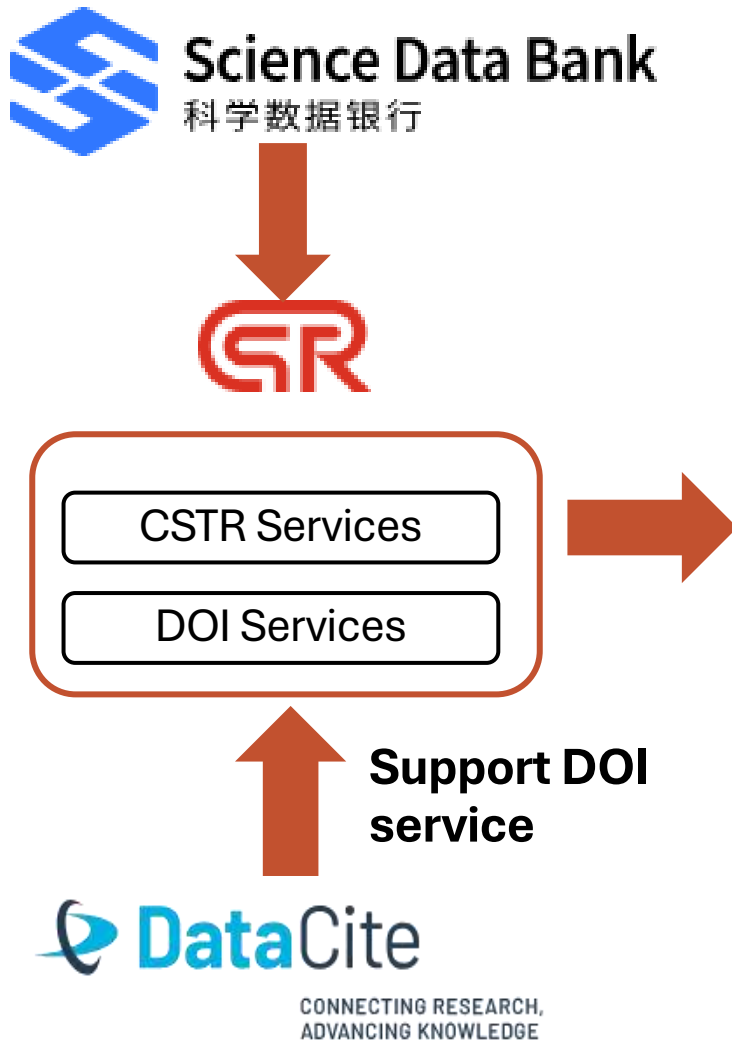 Science Data Bank
科学数据银行
CSTR Services
DOI Services
Support DOI
service
DataCite
CONNECTING RESEARCH,
ADVANCING KNOWLEDGE